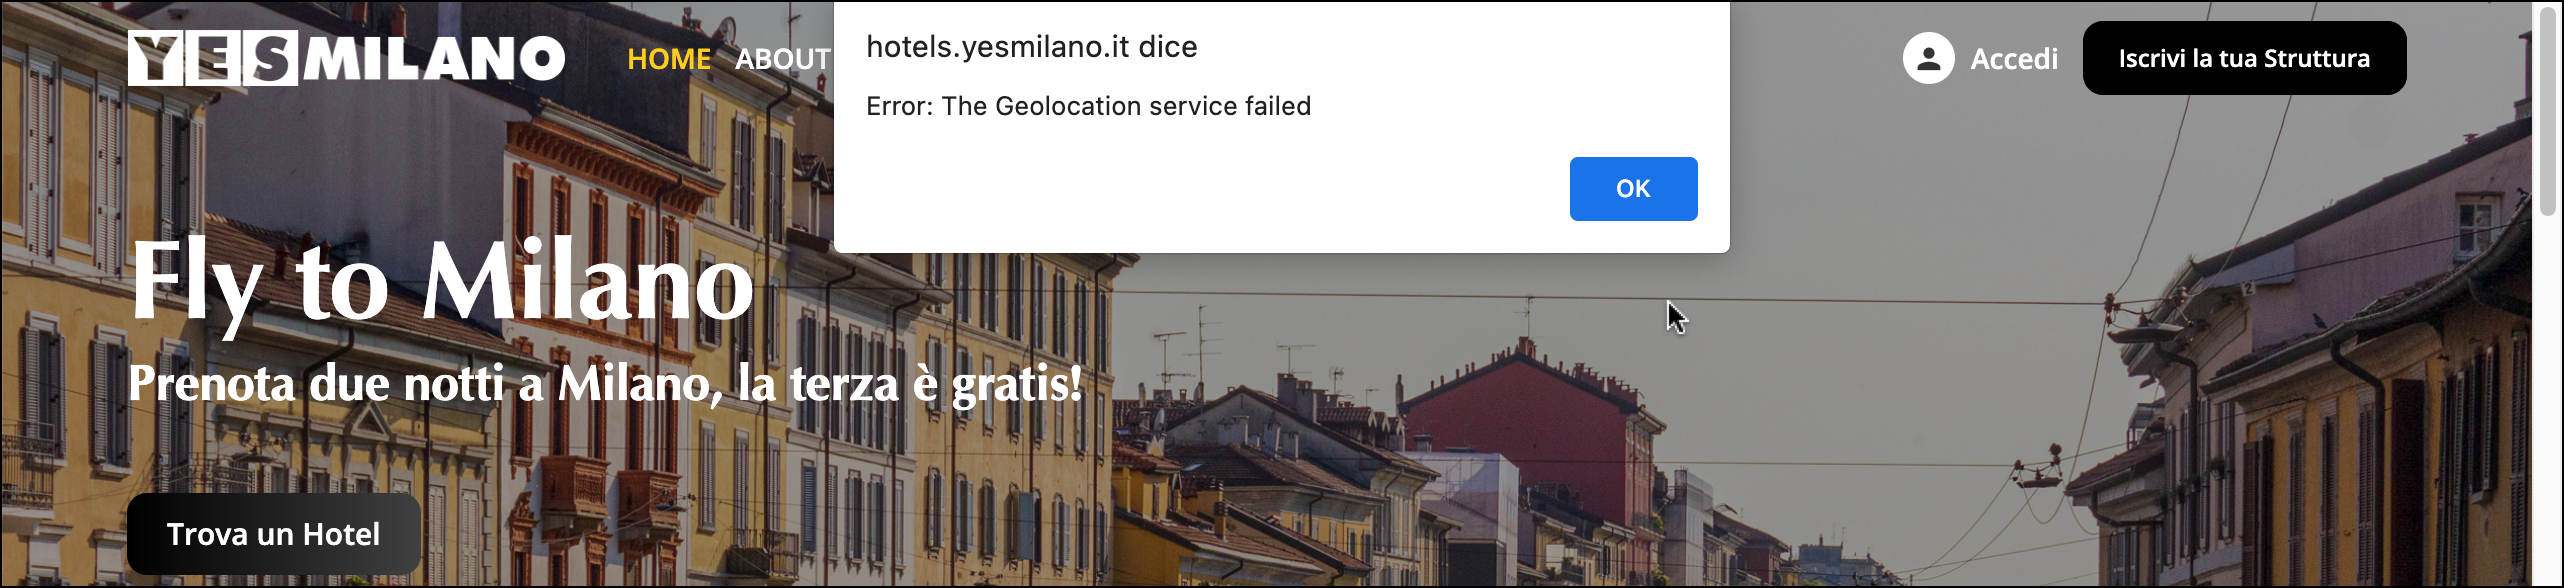 YESMILANO
HOME ABOUT
hotels.yesmilano.it dice
Error: The Geolocation service failed
OK
Accedi
Iscrivi la tua Struttura
Fly to Milano
Prenota due notti a Milano, la terza è gratis!
Trova un Hotel
2